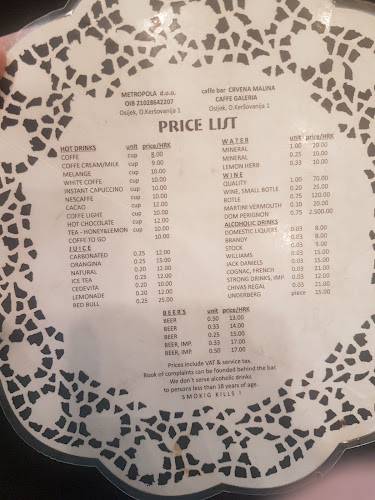 METROPOLA d.o.o. caffe bar CRVENA MALINA
OIB 21028642207 CAFFE GALERIA
Osijek, O.Keršovanija 1 Osijek, O.Keršovanija 1
PRICE LIST
HOT DRINKS unit price/HRK
COFFE cup 8.00
COFFE CREAM/MILK cup 9.00
MELANGE cup 10.00
WHITE COFFE cup 10.00
INSTANT CAPUCCINO cup 10.00
NESCAFFE cup 10.00
CACAO cup 12.00
COFFE LIGHT cup 10.00
HOT CHOCOLATE cup 12.00
TEA - HONEY&LEMON cup 10.00
COFFE TO GO 10.00
JUICE
CARBONATED 0.25 12.00
ORANGINA 0.25 15.00
NATURAL 0.20 12.00
ICE TEA 0.25 12.00
CEDEVITA 0.20 10.00
LEMONADE 0.20 12.00
RED BULL 0.25 25.00
WATER unit price/HRK
MINERAL 1.00 20.00
MINERAL 0.25 10.00
LEMON HERB 0.33 10.00
WINE
QUALITY 1.00 70.00
WINE, SMALL BOTLE 0.20 25.00
BOTLE 0.75 120.00
MARTINI VERMOUTH 0.10 20.00
DOM PERIGNON 0.75 2.500.00
ALCOHOLIC DRINKS
DOMESTIC LIQUERS 0.03 8.00
BRANDY 0.03 8.00
STOCK 0.03 9.00
WILLIAMS 0.03 15.00
JACK DANIELS 0.03 15.00
COGNAC, FRENCH 0.03 21.00
STRONG DRINKS, IMP. 0.03 12.00
CHIVAS REGAL 0.03 21.00
UNDERBERG piece 15.00
BEER'S unit price/HRK
BEER 0.50 13.00
BEER 0.33 14.00
BEER 0.25 15.00
BEER, IMP. 0.33 17.00
BEER, IMP. 0.50 17.00
Prices include VAT & service tax.
Book of complaints can be founded behind the bar.
We don't serve alcoholic drinks
to persons less than 18 years of age.
SMOKIG KILLS !